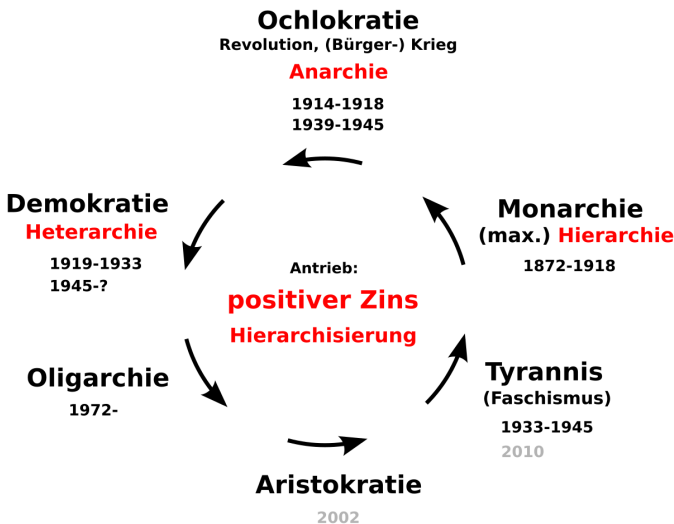 Ochlokratie
Revolution, (Bürger-) Krieg
Anarchie
1914-1918
1939-1945
Demokratie
Heterarchie
1919-1933
1945-?
Monarchie
(max.) Hierarchie
1872-1918
Antrieb:
positiver Zins
Hierarchisierung
Oligarchie
1972-
Tyrannis
(Faschismus)
1933-1945
2010
Aristokratie
2002